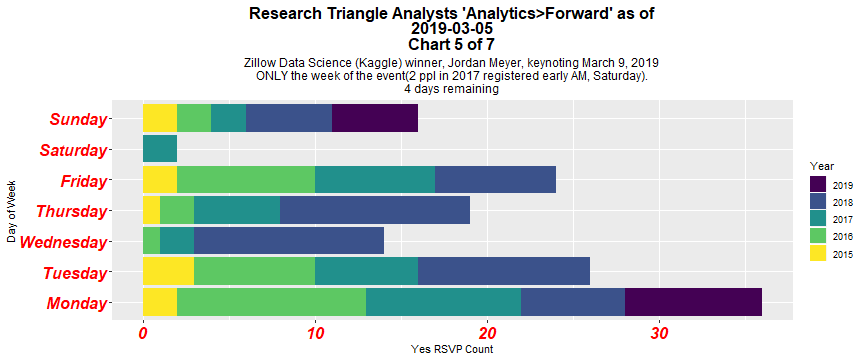 Research Triangle Analysts 'Analytics>Forward' as of
2019-03-05
Chart 5 of 7
Zillow Data Science (Kaggle) winner, Jordan Meyer, keynoting March 9, 2019
ONLY the week of the event(2 ppl in 2017 registered early AM, Saturday).
4 days remaining
Day of Week
Sunday
Saturday
Friday
Thursday
Wednesday
Tuesday
Monday
0 10 20 30
Yes RSVP Count
Year
2019
2018
2017
2016
2015